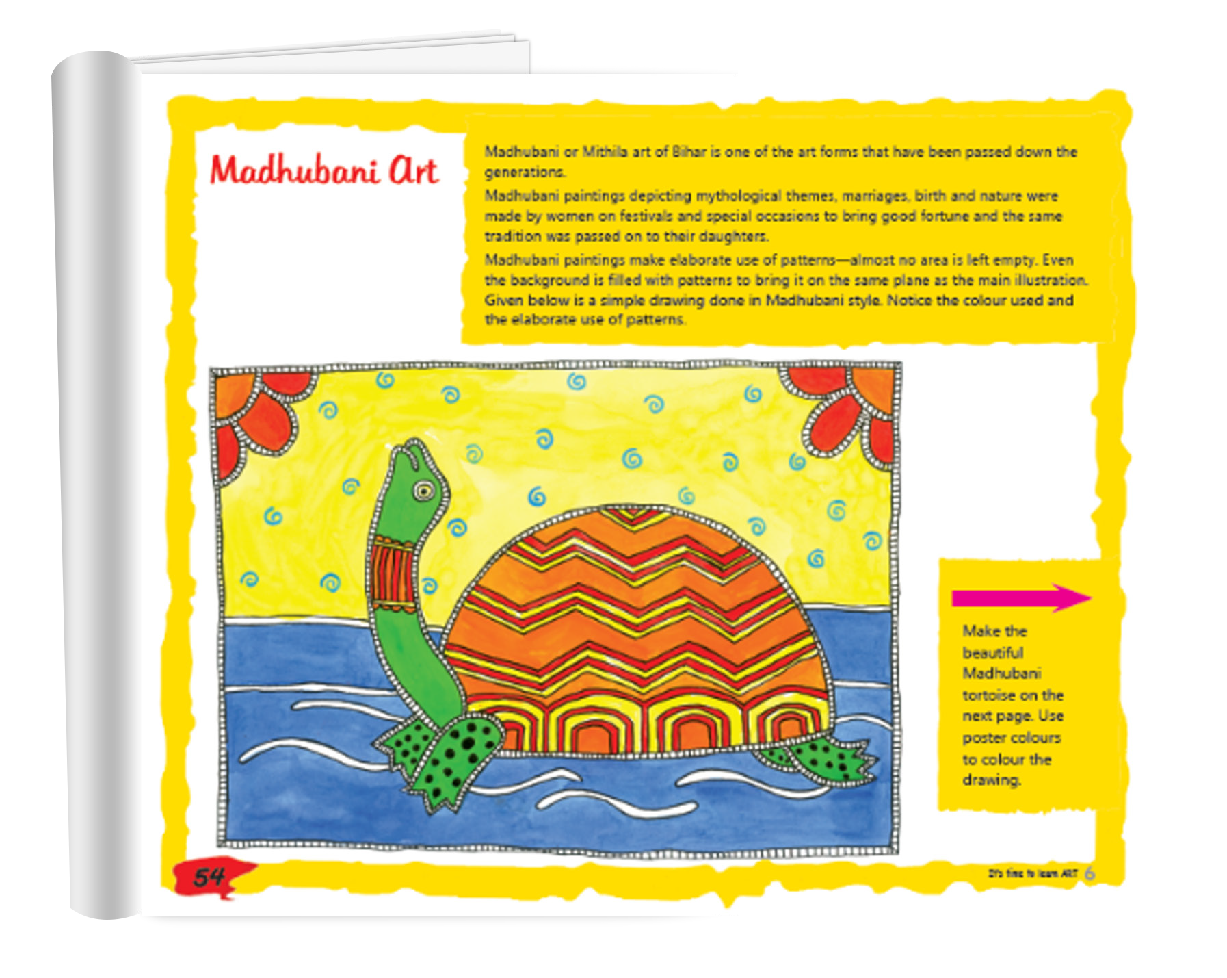 Madhubani Art
Madhubani or Mithila art of Bihar is one of the art forms that have been passed down the
generations.
Madhubani paintings depicting mythological themes, marriages, birth and nature were
made by women on festivals and special occasions to bring good fortune and the same
tradition was passed on to their daughters.
Madhubani paintings make elaborate use of patterns—almost no area is left empty. Even
the background is filled with patterns to bring it on the same plane as the main illustration.
Given below is a simple drawing done in Madhubani style. Notice the colour used and
the elaborate use of patterns.
Make the
beautiful
Madhubani
tortoise on the
next page. Use
poster colours
to colour the
drawing.
54
It's time to learn ART 6